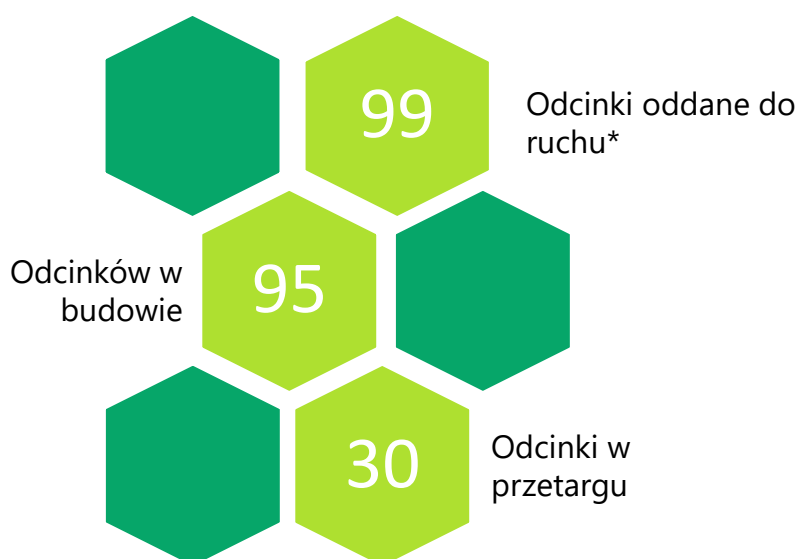 99
Odcinki oddane do
ruchu*
Odcinków w
budowie
95
30
Odcinki w
przetargu